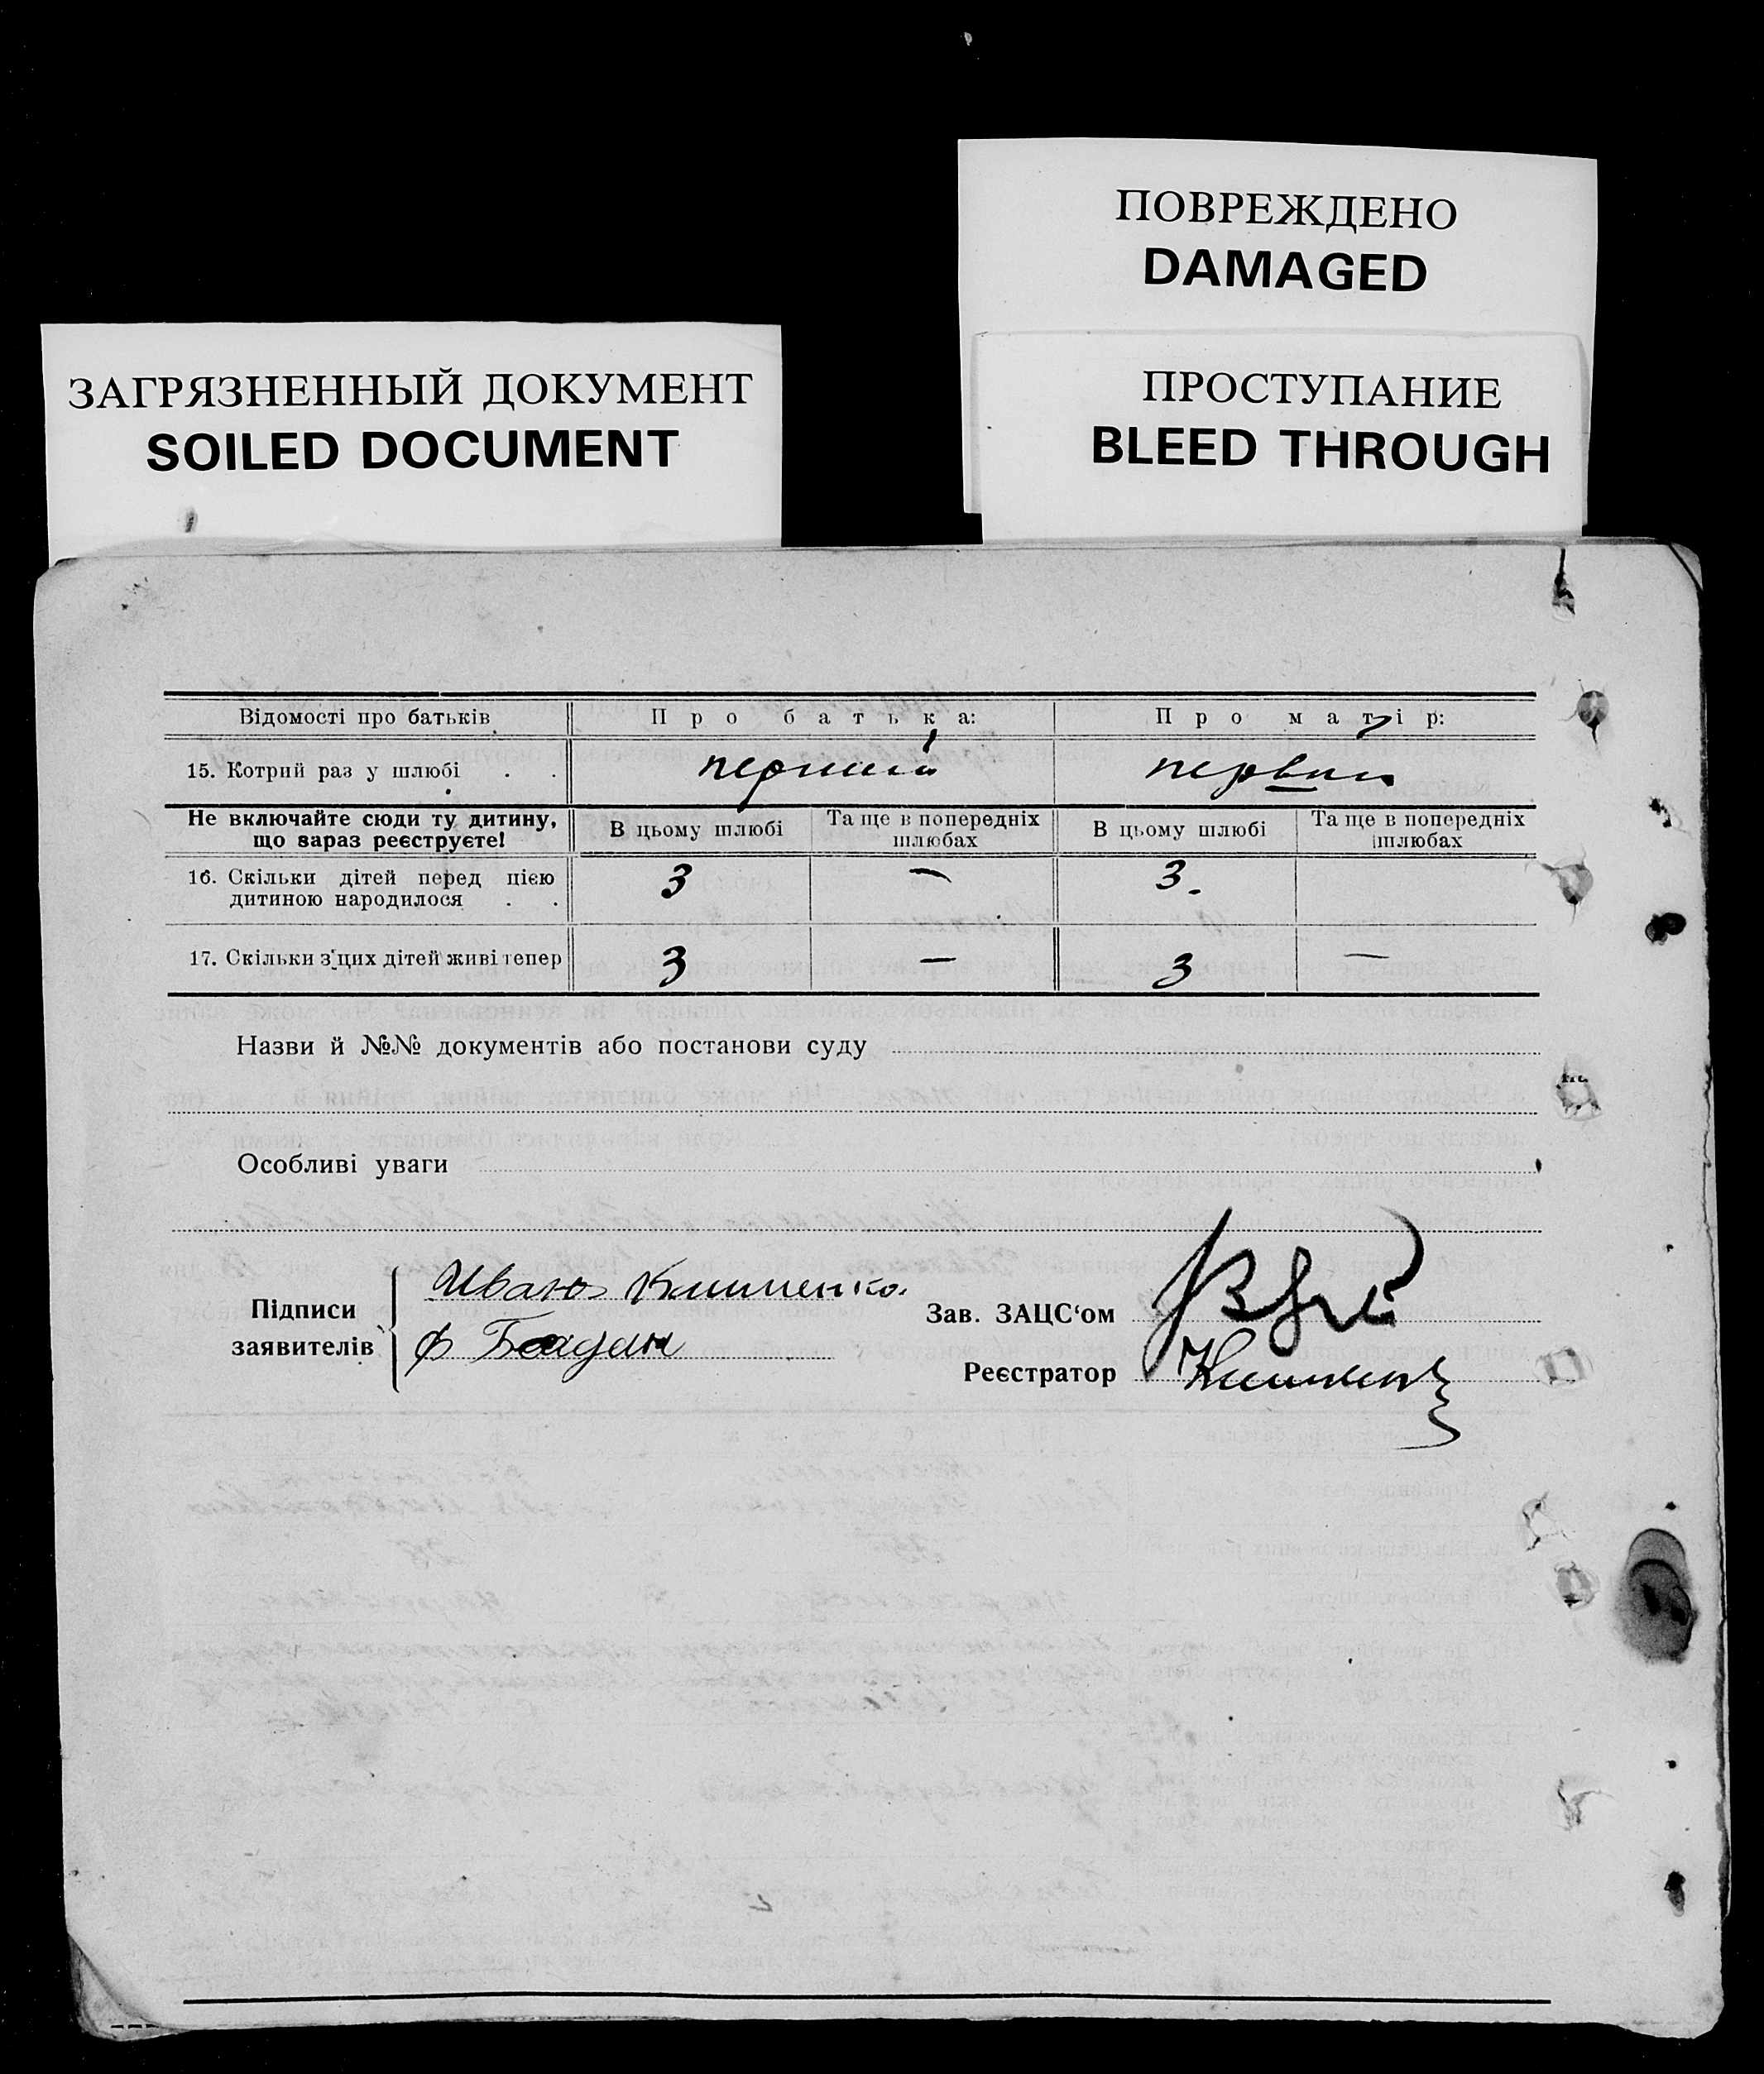 ПОВРЕЖДЕНО
DAMAGED
ЗАГРЯЗНЕННЫЙ ДОКУМЕНТ
SOILED DOCUMENT
ПРОСТУПАНИЕ
BLEED THROUGH
Відомості про батьків Про батька: Про матір:
15. Котрий раз у шлюбі . . перший первий
Не включайте сюди ту дитину, що зараз реєструєте! В цьому шлюбі Та ще в попередніх шлюбах В цьому шлюбі Та ще в попередніх шлюбах
16. Скільки дітей перед цією
дитиною народилося . . 3 — 3.
17. Скільки з цих дітей живі тепер 3 — 3 —
Назви й №№ документів або постанови суду
Особливі уваги
Підписи
заявителів
Иван Клименко.
Зав. ЗАЦС‘ом
Реєстратор